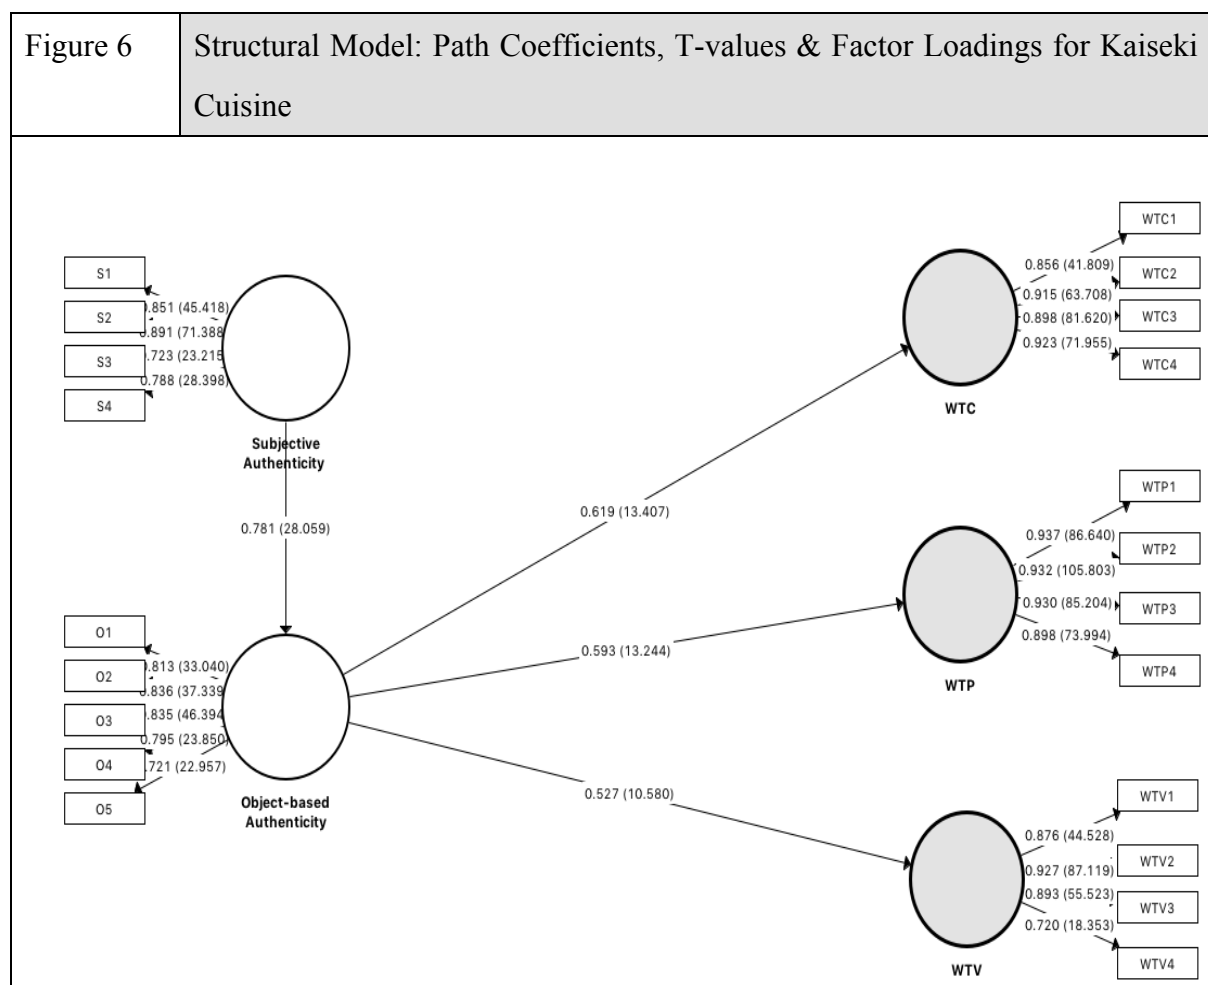 Figure 6
Structural Model: Path Coefficients, T-values & Factor Loadings for Kaiseki
Cuisine
S1
S2
S3
S4
.851 (45.418)
0.891 (71.388
.723 (23.215
0.788 (28.398)
Subjective
Authenticity
0.781 (28.059)
O1
O2
O3
O4
O5
.813 (33.040)
0.836 (37.339
.835 (46.394
0.795 (23.850)
.721 (22.957)
Object-based
Authenticity
0.619 (13.407)
0.593 (13.244)
0.527 (10.580)
WTC
0.856 (41.809)
0.915 (63.708)
0.898 (81.620)
0.923 (71.955)
WTC1
WTC2
WTC3
WTC4
WTP
0.937 (86.640)
0.932 (105.803)
0.930 (85.204)
0.898 (73.994)
WTP1
WTP2
WTP3
WTP4
WTV
0.876 (44.528)
0.927 (87.119)
0.893 (55.523)
0.720 (18.353)
WTV1
WTV2
WTV3
WTV4